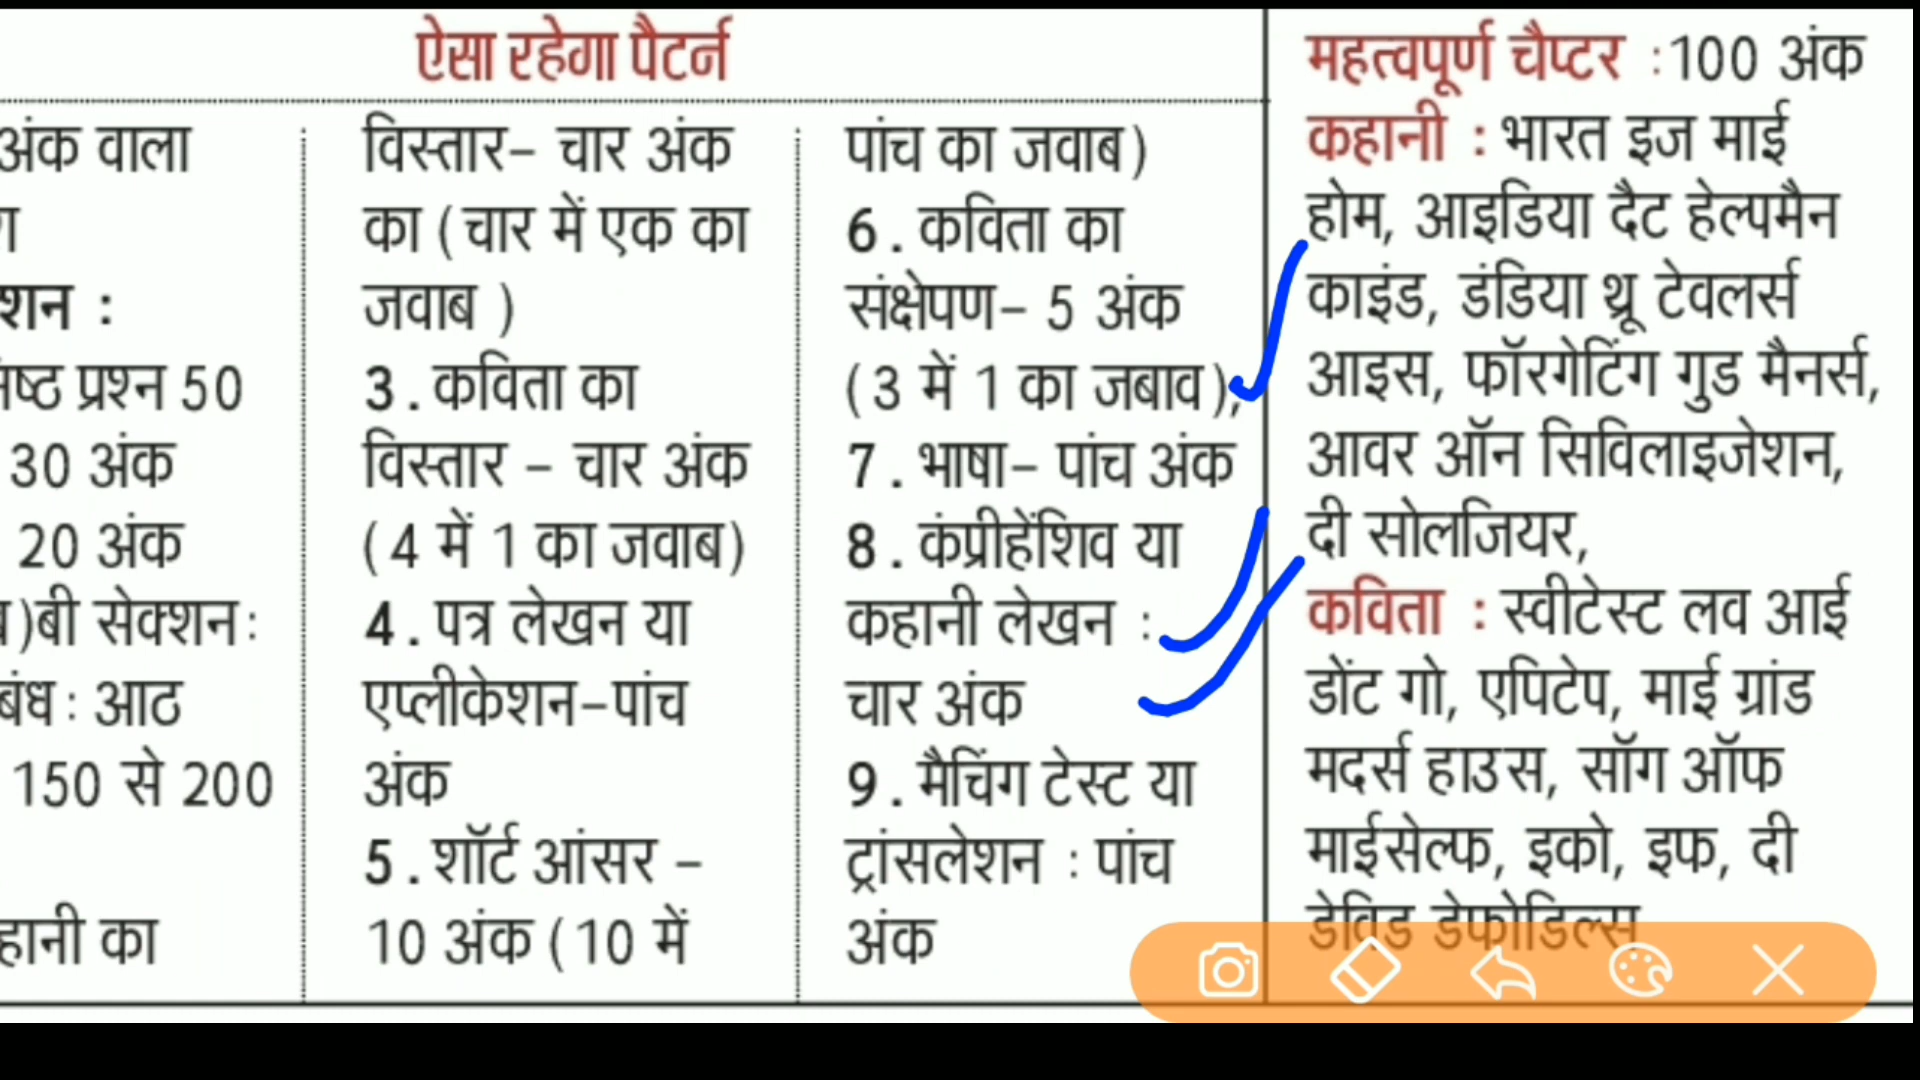 ऐसा रहेगा पैटर्न
अंक वाला
शन :
प्रश्न 50
30 अंक
20 अंक
)बी सेक्शन:
बंध: आठ
150 से 200
हानी का
विस्तार– चार अंक
का (चार में एक का
जवाब )
3. कविता का
विस्तार – चार अंक
(4 में 1 का जवाब)
4. पत्र लेखन या
एप्लीकेशन–पांच
अंक
5. शॉर्ट आंसर –
10 अंक (10 में
पांच का जवाब)
6. कविता का
संक्षेपण– 5 अंक
(3 में 1 का जबाव),
7. भाषा– पांच अंक
8. कंप्रीहेंशिव या
कहानी लेखन :
चार अंक
9. मैचिंग टेस्ट या
ट्रांसलेशन : पांच
अंक
महत्वपूर्ण चैप्टर :100 अंक
कहानी : भारत इज माई
होम, आइडिया दैट हेल्पमैन
काइंड, डंडिया थ्रू टेवलर्स
आइस, फॉरगेटिंग गुड मैनर्स,
आवर ऑन सिविलाइजेशन,
दी सोलजियर,
कविता : स्वीटेस्ट लव आई
डोंट गो, एपिटेप, माई ग्रांड
मदर्स हाउस, सॉग ऑफ
माईसेल्फ, इको, इफ, दी
डेविड डेफोडिल्स